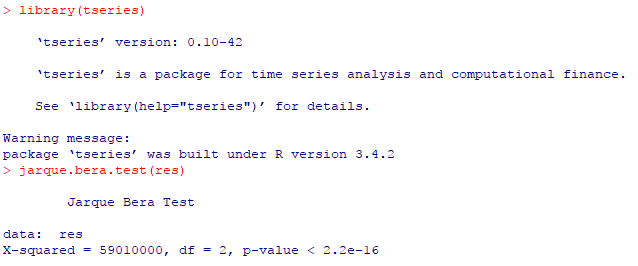 > library(tseries)
‘tseries’ version: 0.10-42
‘tseries’ is a package for time series analysis and computational finance.
See ‘library(help="tseries")’ for details.
Warning message:
package ‘tseries’ was built under R version 3.4.2
> jarque.bera.test(res)
Jarque Bera Test
data:  res
X-squared = 59010000, df = 2, p-value < 2.2e-16